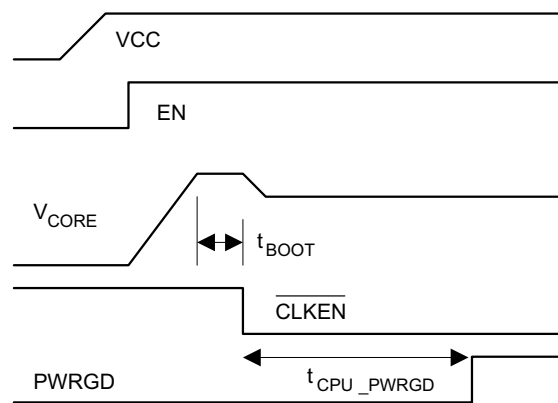 VCC
EN
VCORE
tBOOT
CLKEN
PWRGD
tCPU_PWRGD